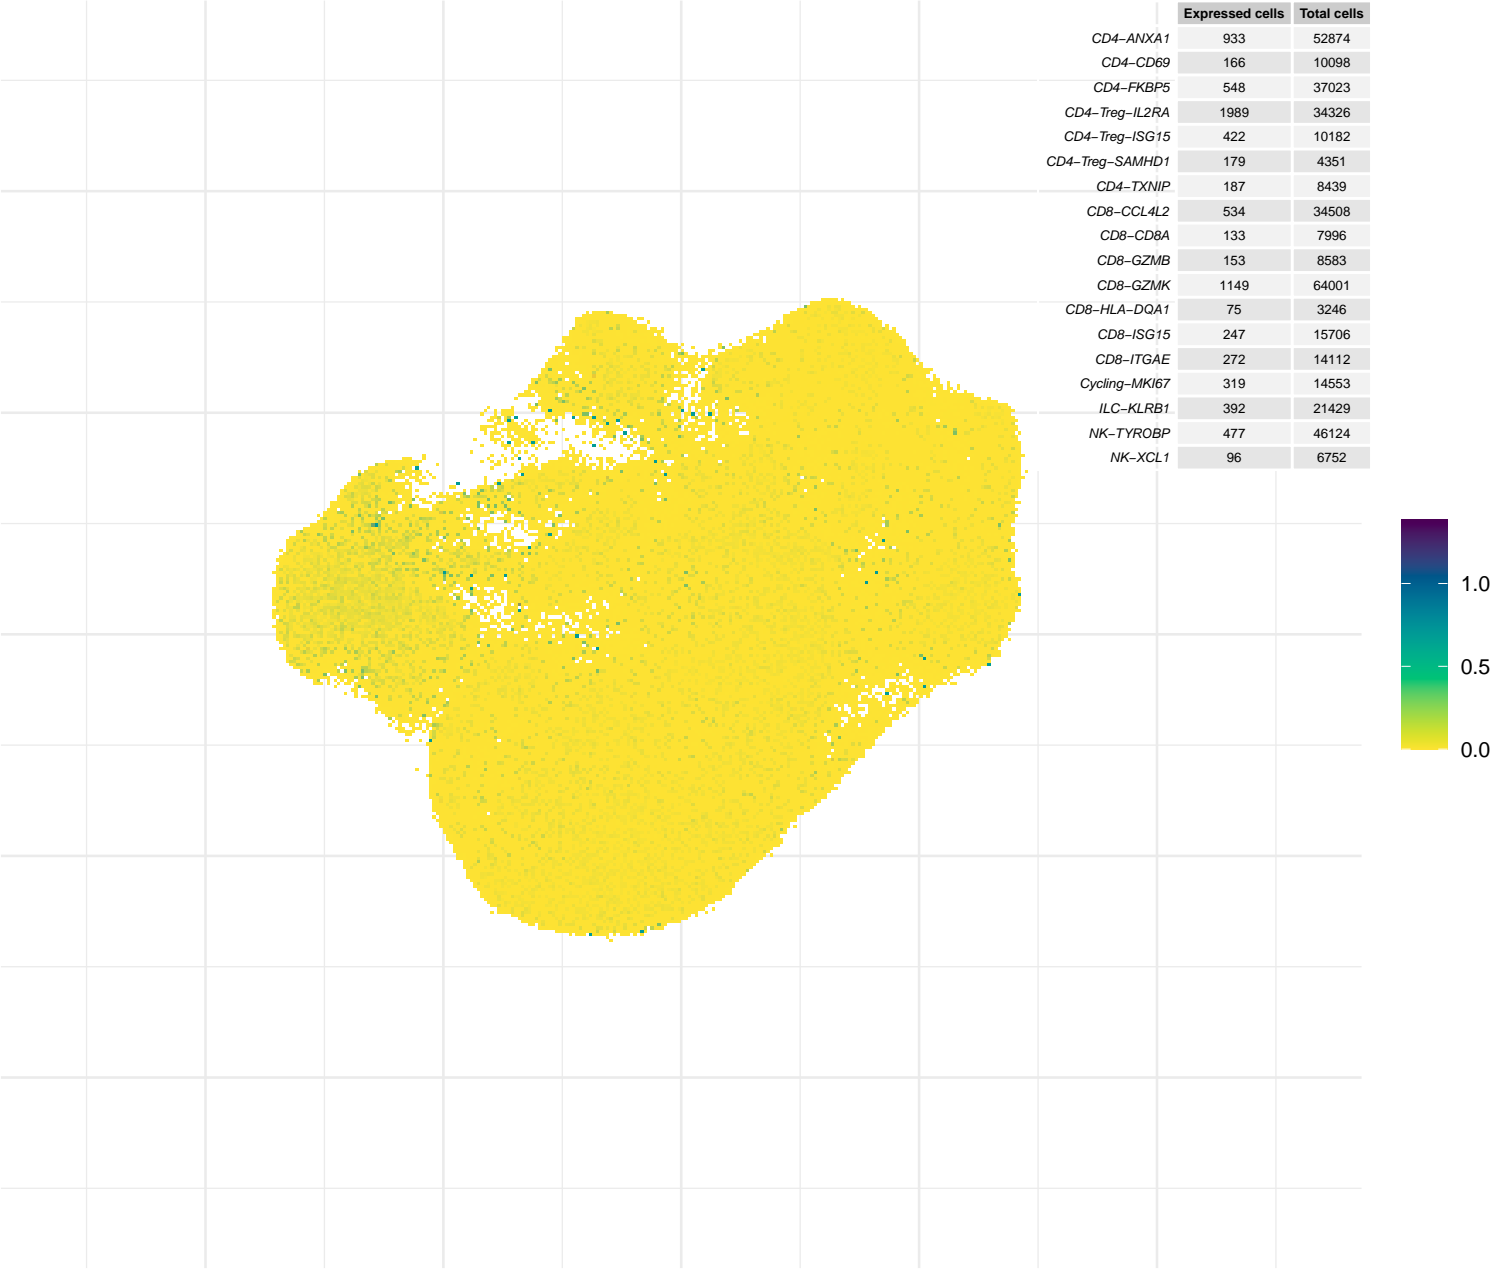 Expressed cells Total cells
CD4−ANXA1 933 52874
CD4−CD69 166 10098
CD4−FKBP5 548 37023
CD4−Treg−IL2RA 1989 34326
CD4−Treg−ISG15 422 10182
CD4−Treg−SAMHD1 179 4351
CD4−TXNIP 187 8439
CD8−CCL4L2 534 34508
CD8−CD8A 133 7996
CD8−GZMB 153 8583
CD8−GZMK 1149 64001
CD8−HLA−DQA1 75 3246
CD8−ISG15 247 15706
CD8−ITGAE 272 14112
Cycling−MKI67 319 14553
ILC−KLRB1 392 21429
NK−TYROBP 477 46124
NK−XCL1 96 6752
1.0
0.5
0.0